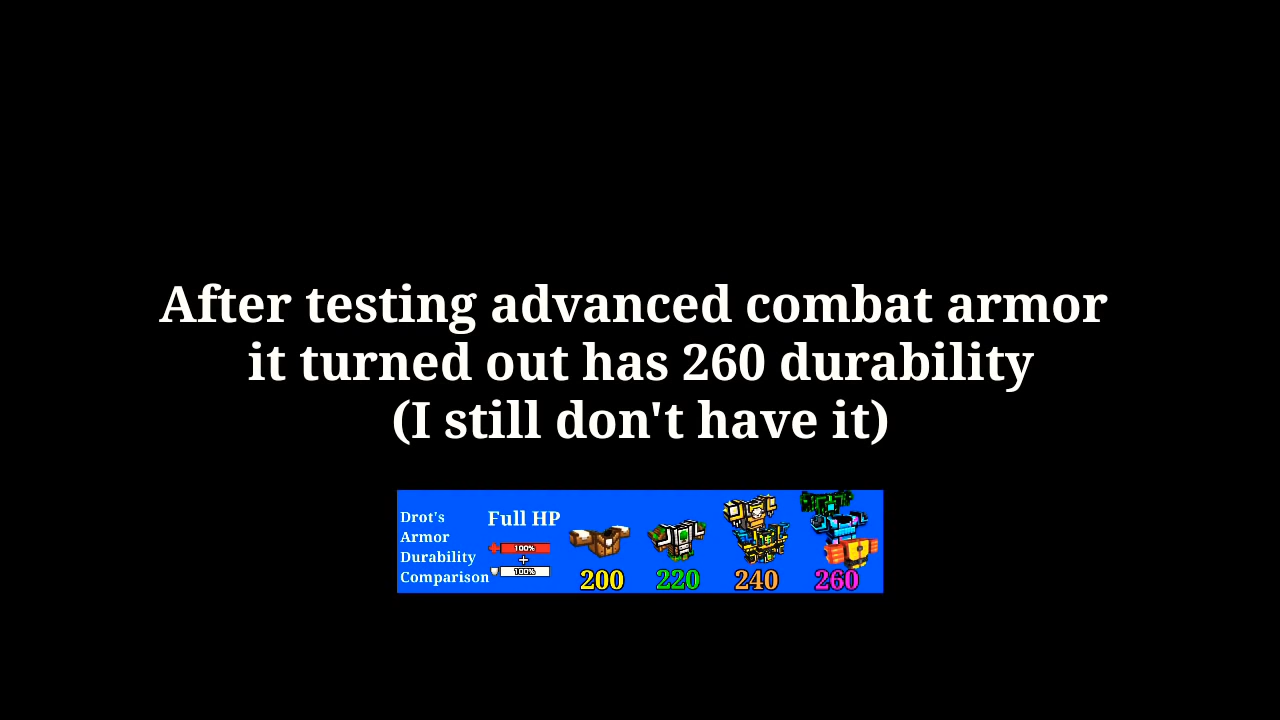 After testing advanced combat armor
it turned out has 260 durability
(I still don't have it)
Drot's
Armor
Durability
Comparison
Full HP
100%
+
100%
200
220
240
260